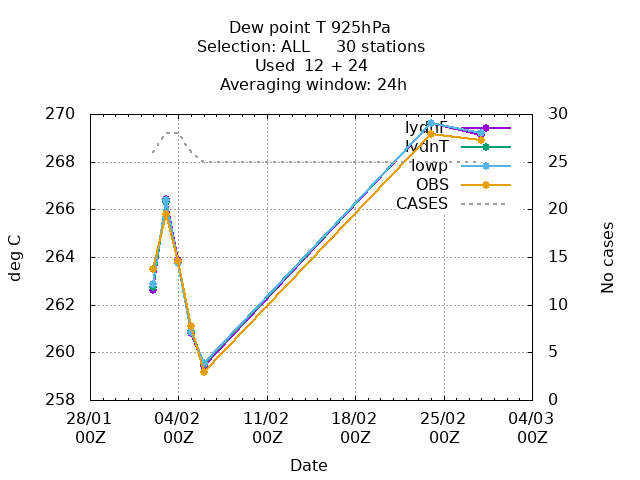 Dew point T 925hPa
Selection: ALL     30 stations
Used  12 + 24
Averaging window: 24h
270
268
266
264
262
260
258
deg C
30
25
20
15
10
5
0
No cases
lydnF
lydnT
lowp
OBS
CASES
28/01 04/02 11/02 18/02 25/02 04/03
00Z 00Z 00Z 00Z 00Z 00Z
Date